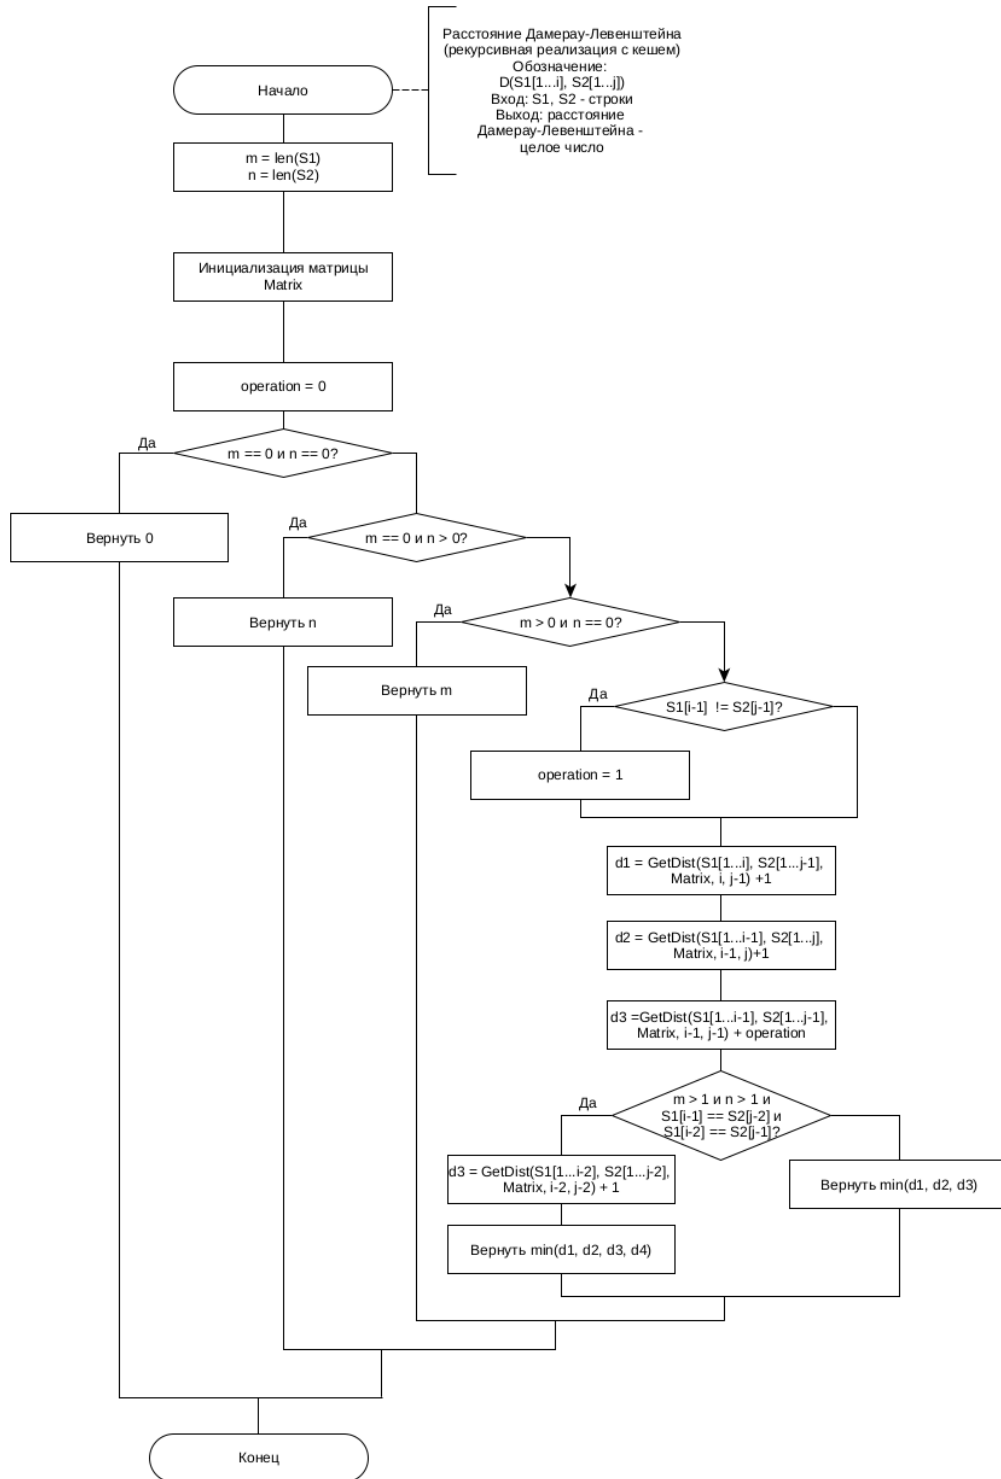 Расстояние Дамерау-Левенштейна
(рекурсивная реализация с кешем)
Обозначение:
D(S1[1...i], S2[1...j])
Вход: S1, S2 - строки
Выход: расстояние
Дамерау-Левенштейна -
целое число
Начало
m = len(S1)
n = len(S2)
Инициализация матрицы
Matrix
operation = 0
Да
m == 0 и n == 0?
Вернуть 0
Да
m == 0 и n > 0?
Вернуть n
Да
m > 0 и n == 0?
Вернуть m
Да
S1[i-1] != S2[j-1]?
operation = 1
d1 = GetDist(S1[1...i], S2[1...j-1],
Matrix, i, j-1) +1
d2 = GetDist(S1[1...i-1], S2[1...j],
Matrix, i-1, j)+1
d3 =GetDist(S1[1...i-1], S2[1...j-1],
Matrix, i-1, j-1) + operation
Да
m > 1 и n > 1 и
S1[i-1] == S2[j-2] и
S1[i-2] == S2[j-1]?
d3 = GetDist(S1[1...i-2], S2[1...j-2],
Matrix, i-2, j-2) + 1
Вернуть min(d1, d2, d3)
Вернуть min(d1, d2, d3, d4)
Конец